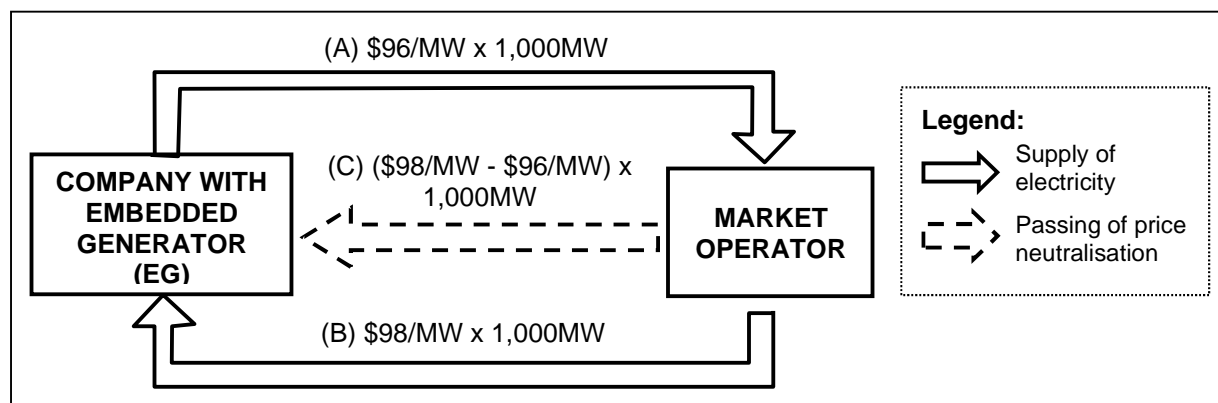 (A) $96/MW x 1,000MW
COMPANY WITH
EMBEDDED
GENERATOR
(EG)
(C) ($98/MW - $96/MW) x
1,000MW
MARKET
OPERATOR
(B) $98/MW x 1,000MW
Legend:
Supply of
electricity
Passing of price
neutralisation